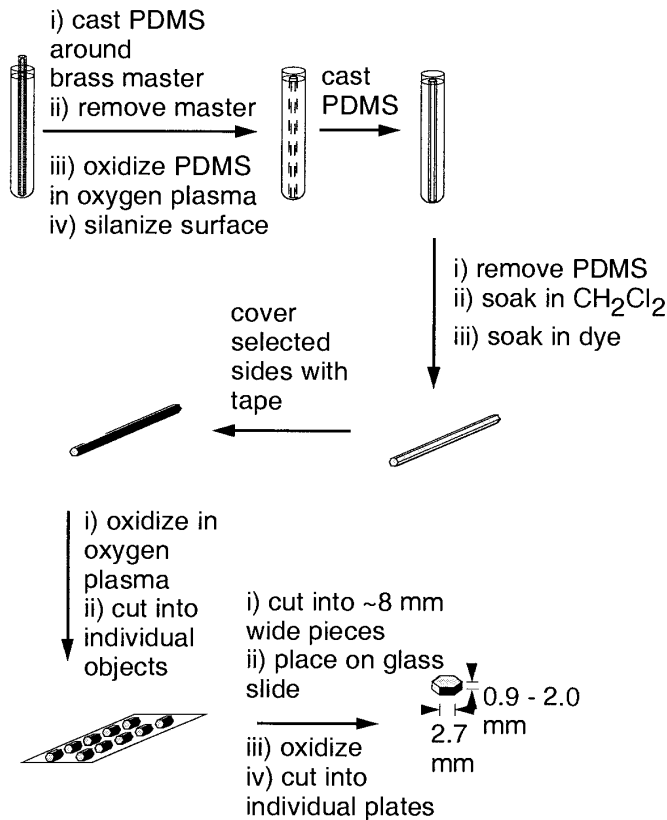 i) cast PDMS
around
brass master
ii) remove master
iii) oxidize PDMS
in oxygen plasma
iv) silanize surface
cast
PDMS
i) remove PDMS
ii) soak in CH2Cl2
iii) soak in dye
cover
selected
sides with
tape
i) oxidize in
oxygen
plasma
ii) cut into
individual
objects
i) cut into ~8 mm
wide pieces
ii) place on glass
slide
iii) oxidize
iv) cut into
individual plates
0.9 - 2.0
mm
2.7
mm